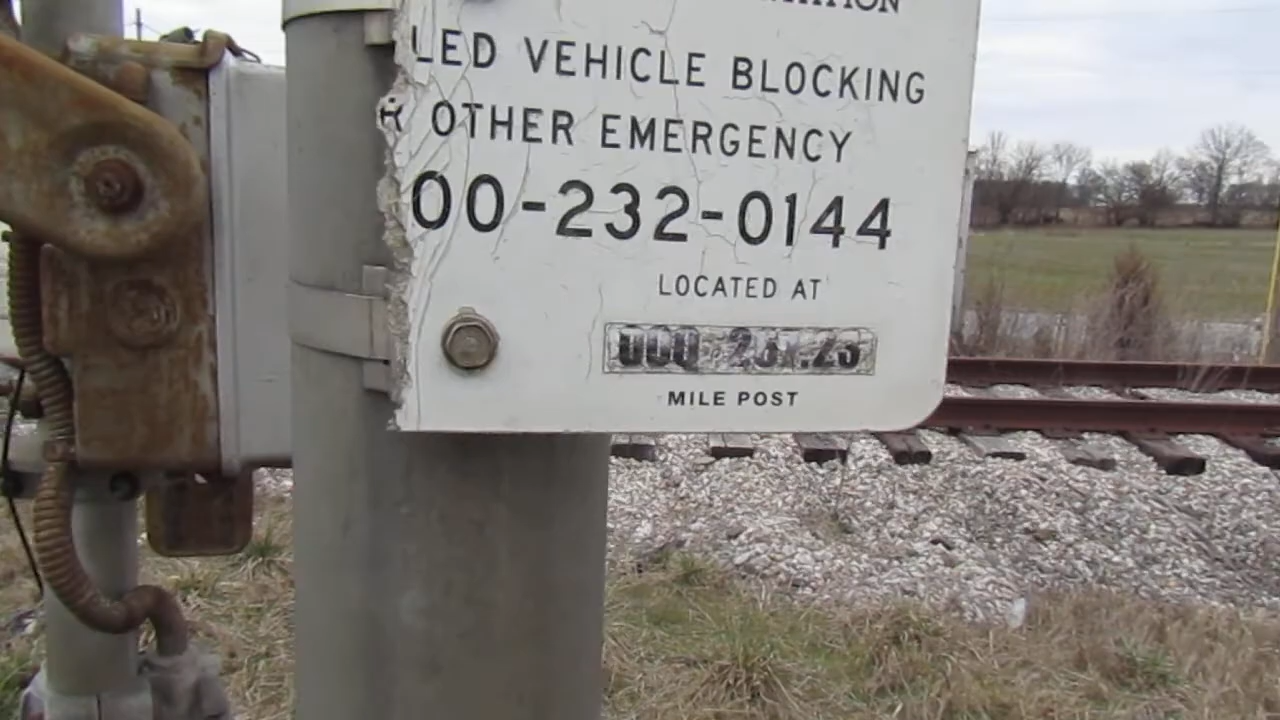 LED VEHICLE BLOCKING
R OTHER EMERGENCY
00-232-0144
LOCATED AT
MILE POST